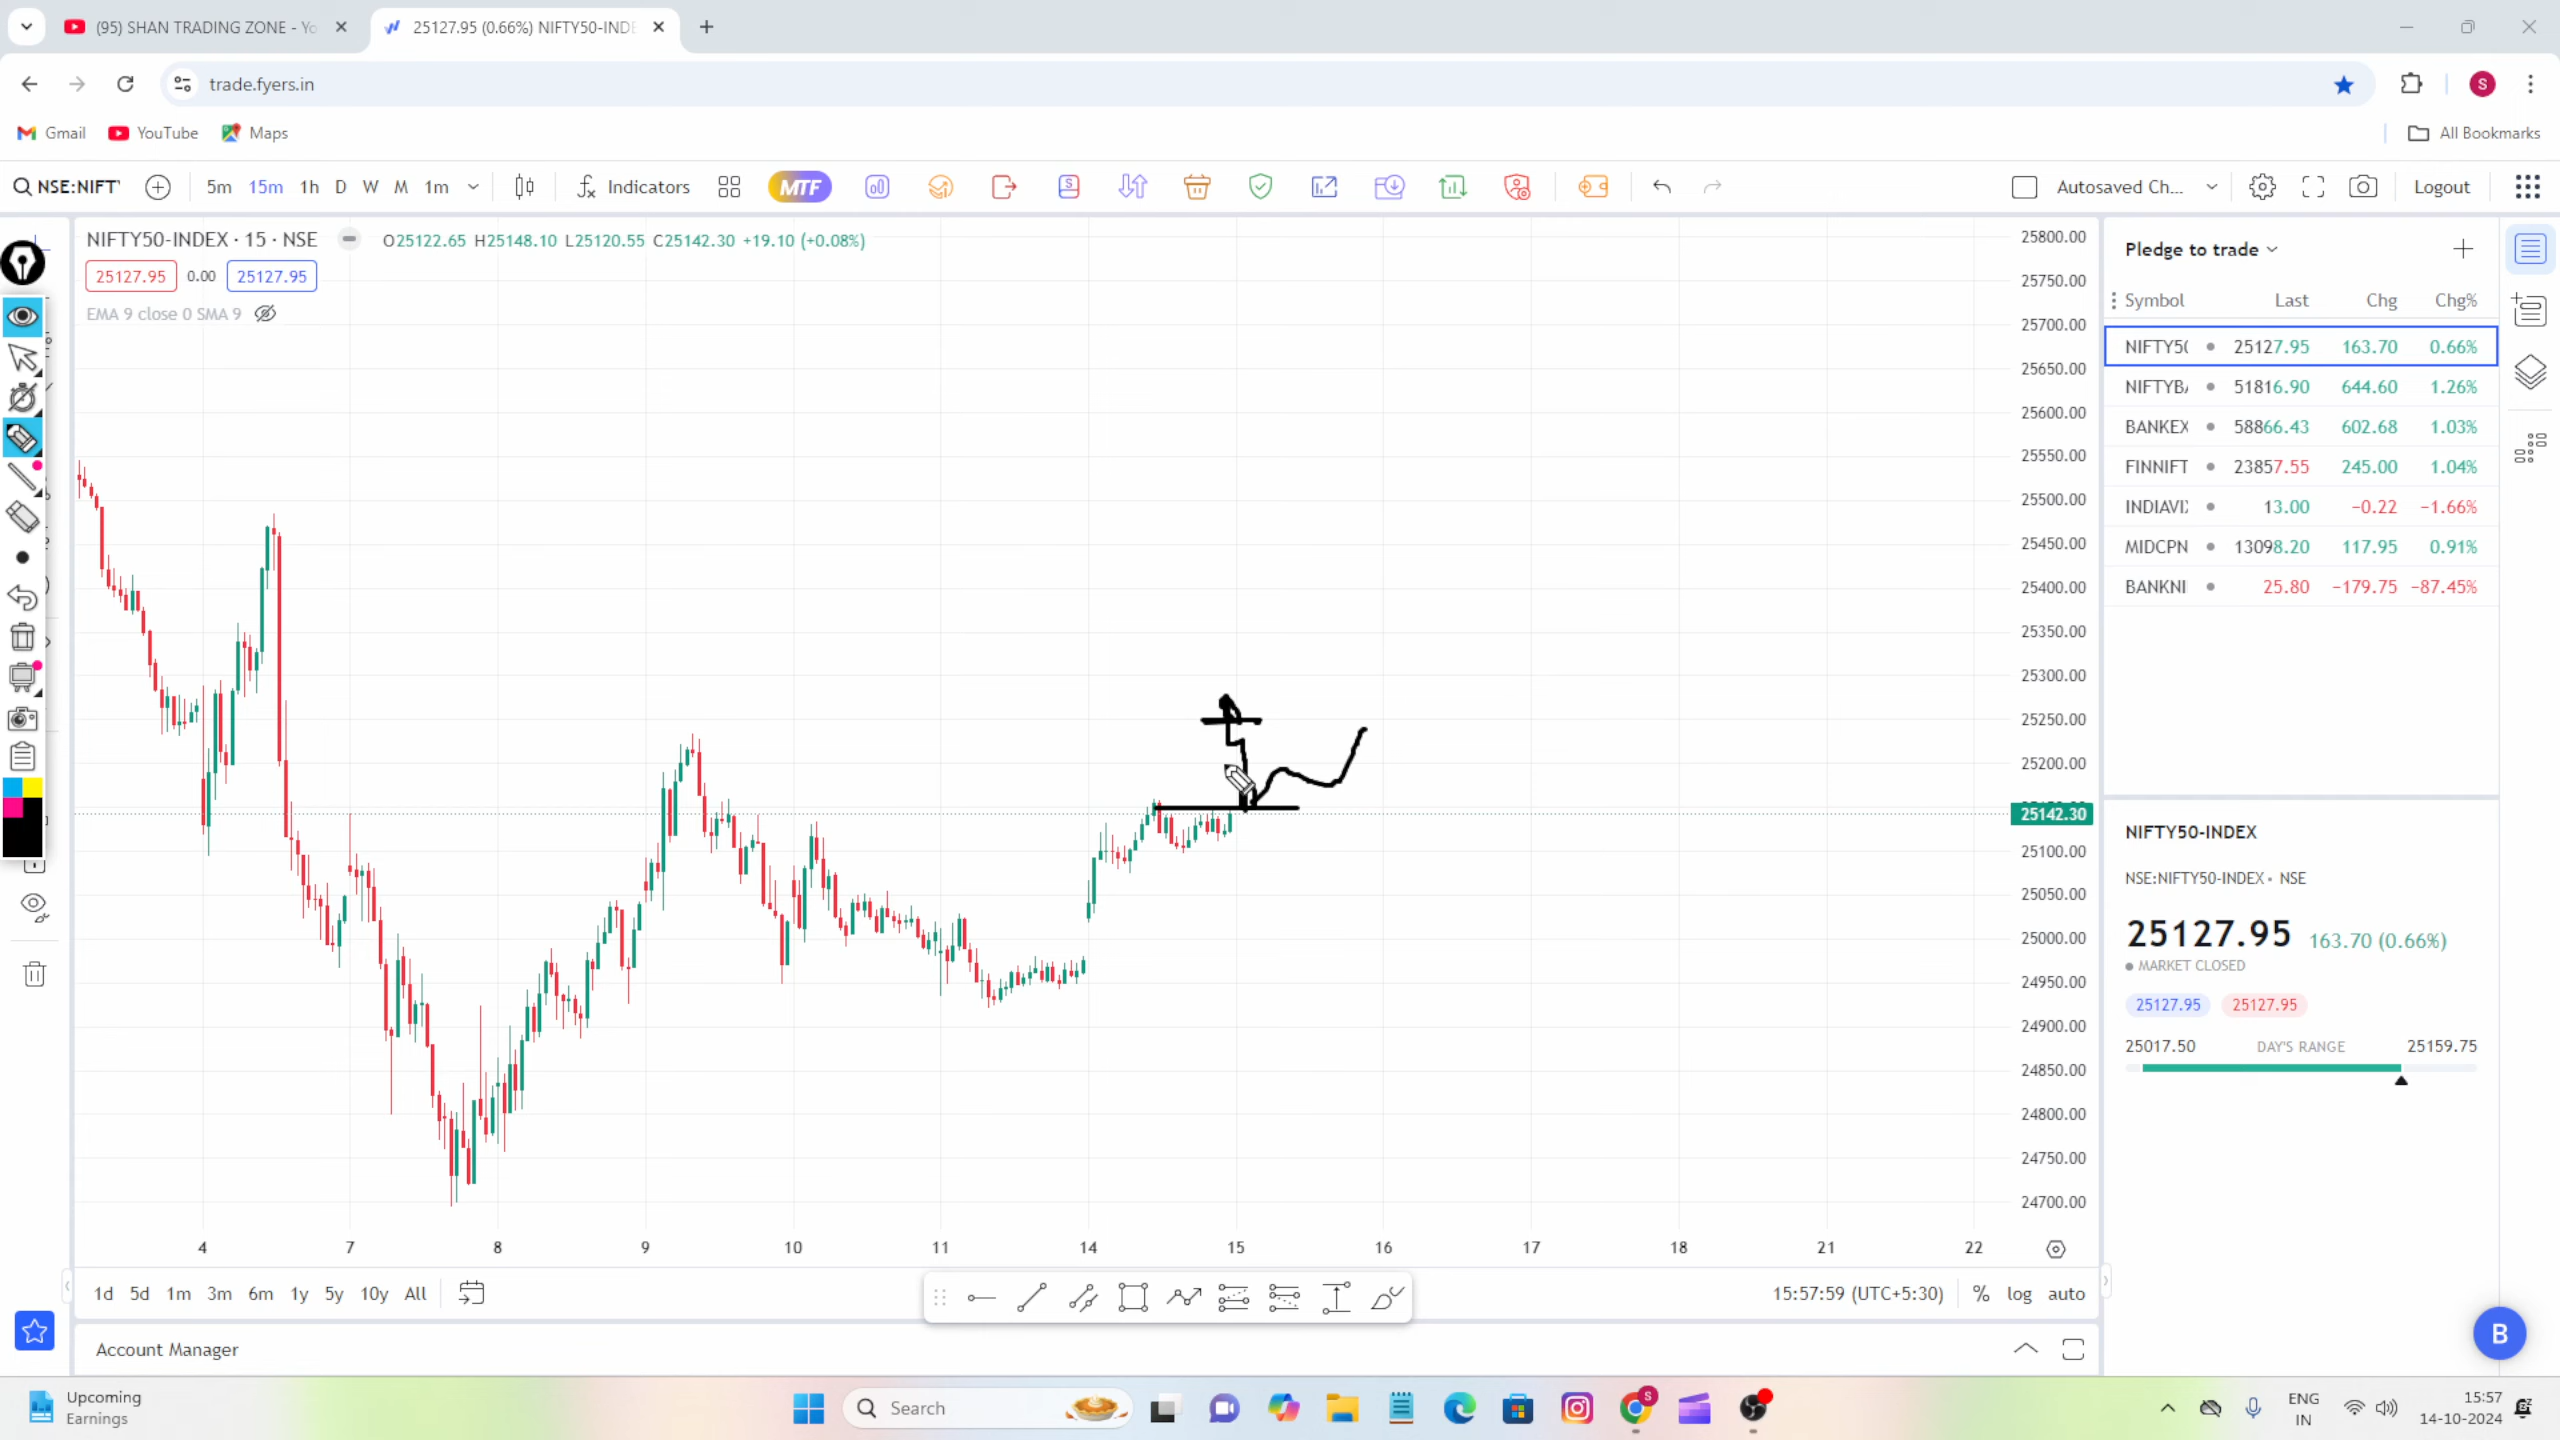 (95) SHAN TRADING ZONE - Yo
25127.95 (0.66%) NIFTY50-INDE
trade.fyers.in
S
Gmail
YouTube
Maps
All Bookmarks
NSE:NIFTY
5m 15m 1h D W M 1m
Indicators
MTF
Autosaved Ch...
Logout
NIFTY50-INDEX · 15 · NSE
O25122.65 H25148.10 L25120.55 C25142.30 +19.10 (+0.08%)
25127.95 0.00 25127.95
EMA 9 close 0 SMA 9
25800.00
25750.00
25700.00
25650.00
25600.00
25550.00
25500.00
25450.00
25400.00
25350.00
25300.00
25250.00
25200.00
25142.30
25100.00
25050.00
25000.00
24950.00
24900.00
24850.00
24800.00
24750.00
24700.00
4 7 8 9 10 11 14 15 16 17 18 21 22
1d 5d 1m 3m 6m 1y 5y 10y All
15:57:59 (UTC+5:30) % log auto
Account Manager
Pledge to trade
Symbol Last Chg Chg%
NIFTY50 25127.95 163.70 0.66%
NIFTYBA 51816.90 644.60 1.26%
BANKEX 58866.43 602.68 1.03%
FINNIFT 23857.55 245.00 1.04%
INDIAVI 13.00 −0.22 −1.66%
MIDCPN 13098.20 117.95 0.91%
BANKNI 25.80 −179.75 −87.45%
NIFTY50-INDEX
NSE:NIFTY50-INDEX • NSE
25127.95 163.70 (0.66%)
MARKET CLOSED
25127.95 25127.95
25017.50 DAY'S RANGE 25159.75
B
Upcoming
Earnings
Search
S
ENG
IN
15:57
14-10-2024